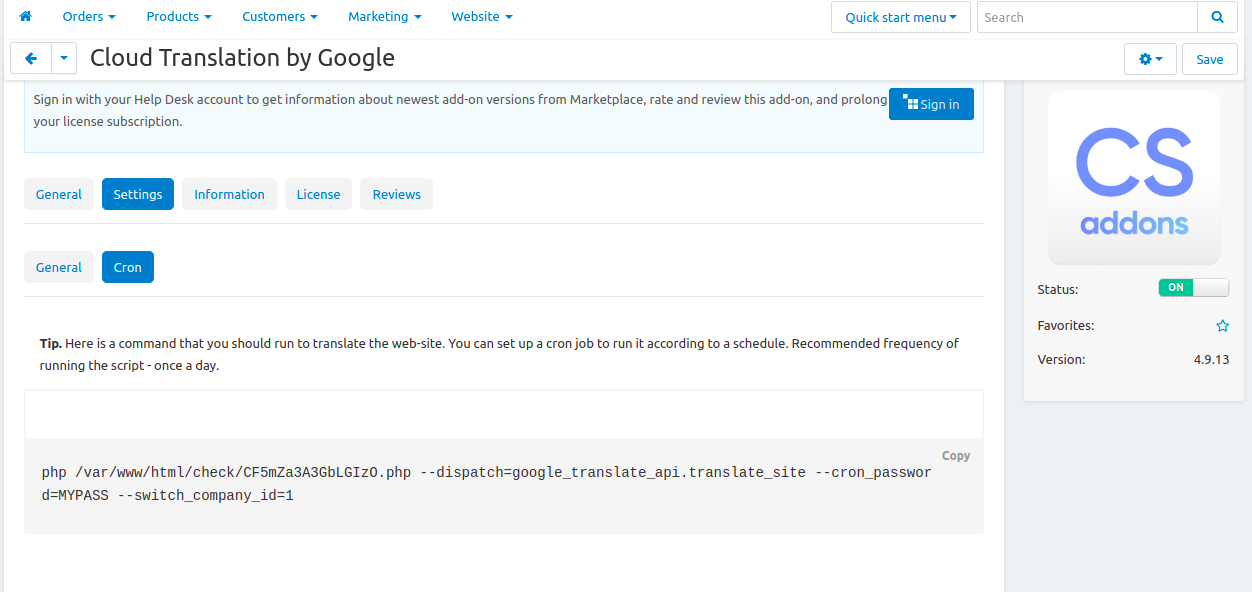 Orders Products Customers Marketing Website Quick start menu Search
Cloud Translation by Google Save
Sign in with your Help Desk account to get information about newest add-on versions from Marketplace, rate and review this add-on, and prolong
your license subscription.
Sign in
General Settings Information License Reviews
General Cron
Tip. Here is a command that you should run to translate the web-site. You can set up a cron job to run it according to a schedule. Recommended frequency of
running the script - once a day.
Copy
php /var/www/html/check/CF5mZa3A3GbLGIzO.php --dispatch=google_translate_api.translate_site --cron_passwor
d=MYPASS --switch_company_id=1
CS
addons
Status: ON
Favorites:
Version: 4.9.13